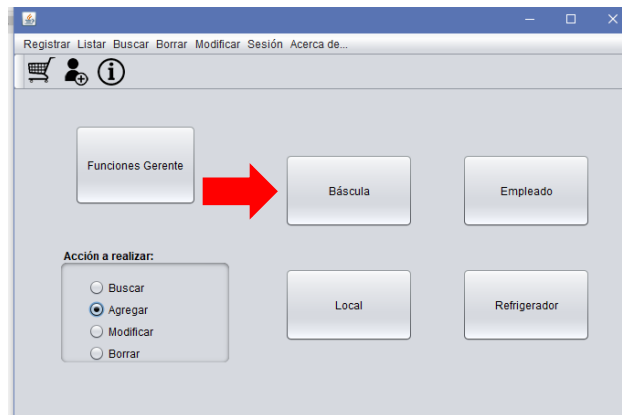 Registrar Listar Buscar Borrar Modificar Sesión Acerca de...
Funciones Gerente
Báscula
Empleado
Acción a realizar:
Buscar
Agregar
Modificar
Borrar
Local
Refrigerador